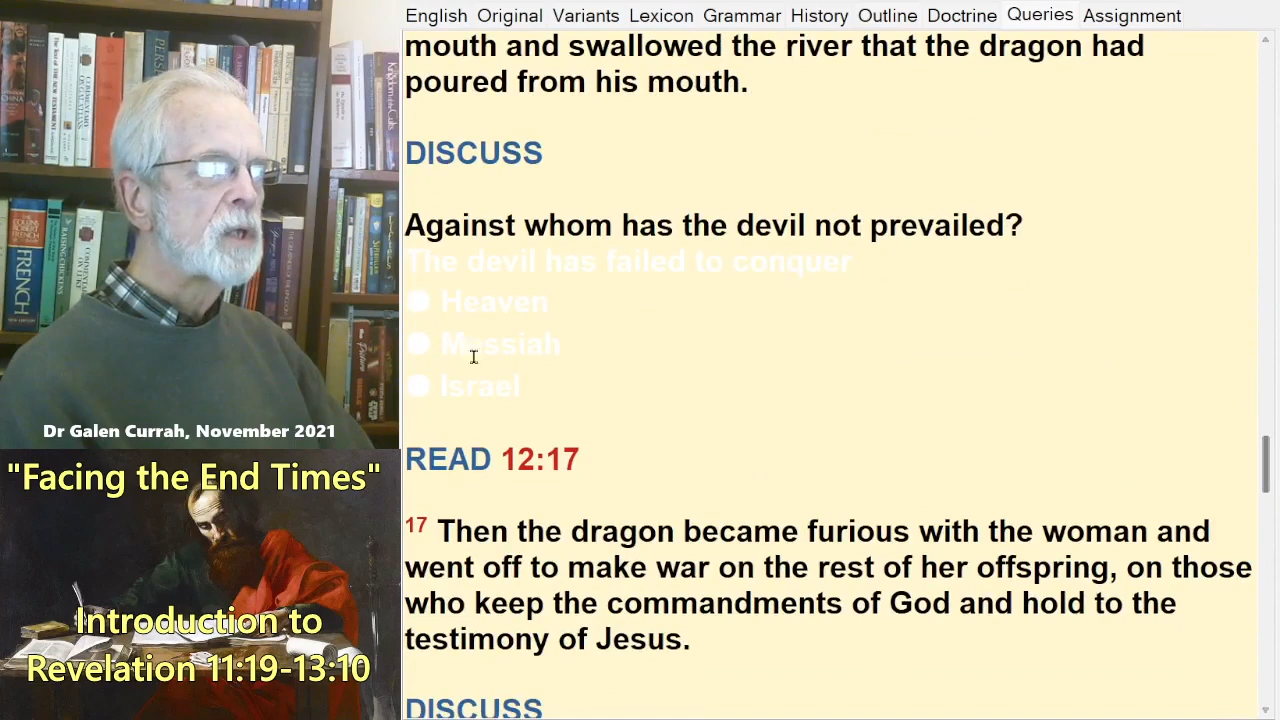 English Original Variants Lexicon Grammar History Outline Doctrine Queries Assignment
mouth and swallowed the river that the dragon had
poured from his mouth.
DISCUSS
Against whom has the devil not prevailed?
The devil has failed to conquer
● Heaven
● Messiah
● Israel
READ 12:17
17 Then the dragon became furious with the woman and
went off to make war on the rest of her offspring, on those
who keep the commandments of God and hold to the
testimony of Jesus.
DISCUSS
FRENCH
RAISING CHICKENS
Dr Galen Currah, November 2021
"Facing the End Times"
Introduction to
Revelation 11:19-13:10